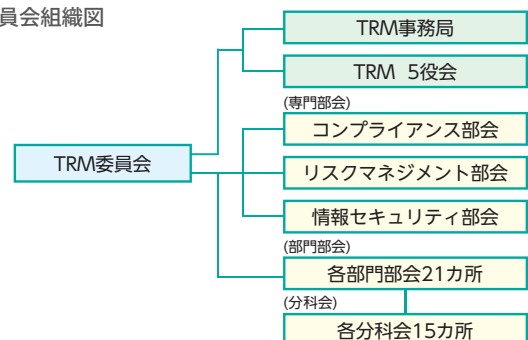 員会組織図
TRM事務局
TRM 5役会
(専門部会)
コンプライアンス部会
TRM委員会
リスクマネジメント部会
情報セキュリティ部会
(部門部会)
各部門部会21カ所
(分科会)
各分科会15カ所